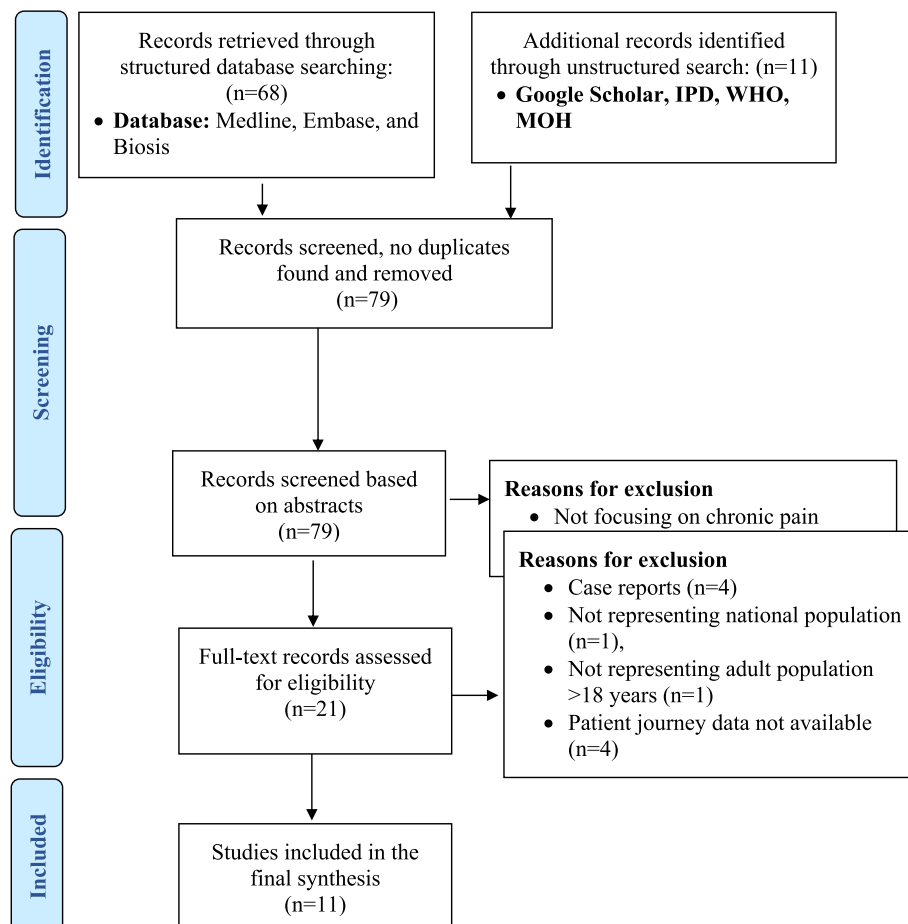 Identification
Records retrieved through
structured database searching:
(n=68)
• Database: Medline, Embase, and
Biosis
Additional records identified
through unstructured search: (n=11)
• Google Scholar, IPD, WHO,
MOH
Screening
Records screened, no duplicates
found and removed
(n=79)
Records screened based
on abstracts
(n=79)
Reasons for exclusion
• Not focusing on chronic pain
Eligibility
Full-text records assessed
for eligibility
(n=21)
Reasons for exclusion
• Case reports (n=4)
• Not representing national population
(n=1),
• Not representing adult population
>18 years (n=1)
• Patient journey data not available
(n=4)
Included
Studies included in the
final synthesis
(n=11)